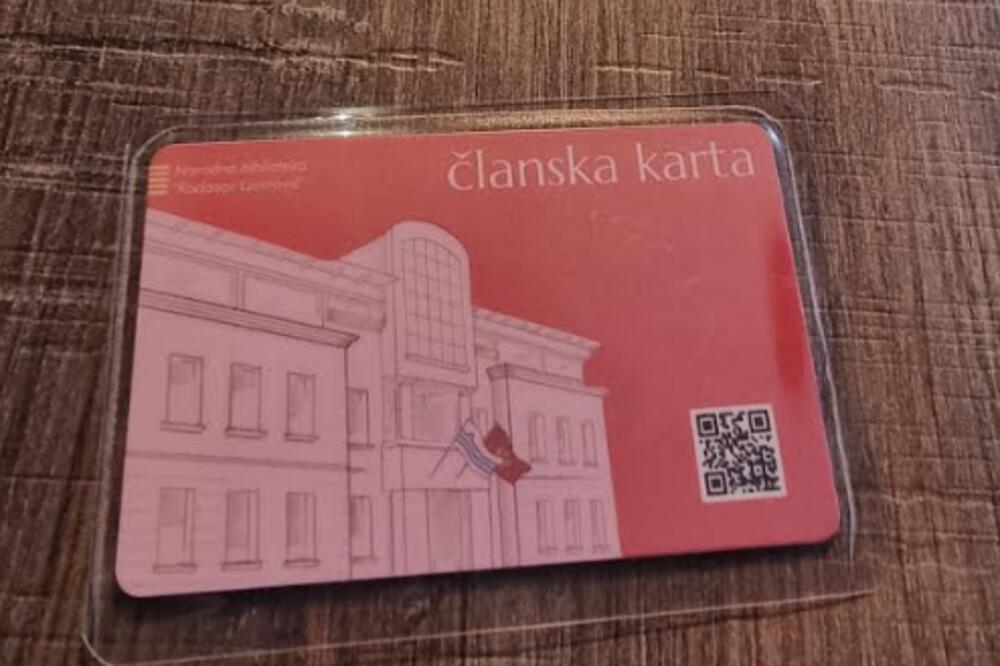 Narodna biblioteka
"Radosav Ljumović"
članska karta